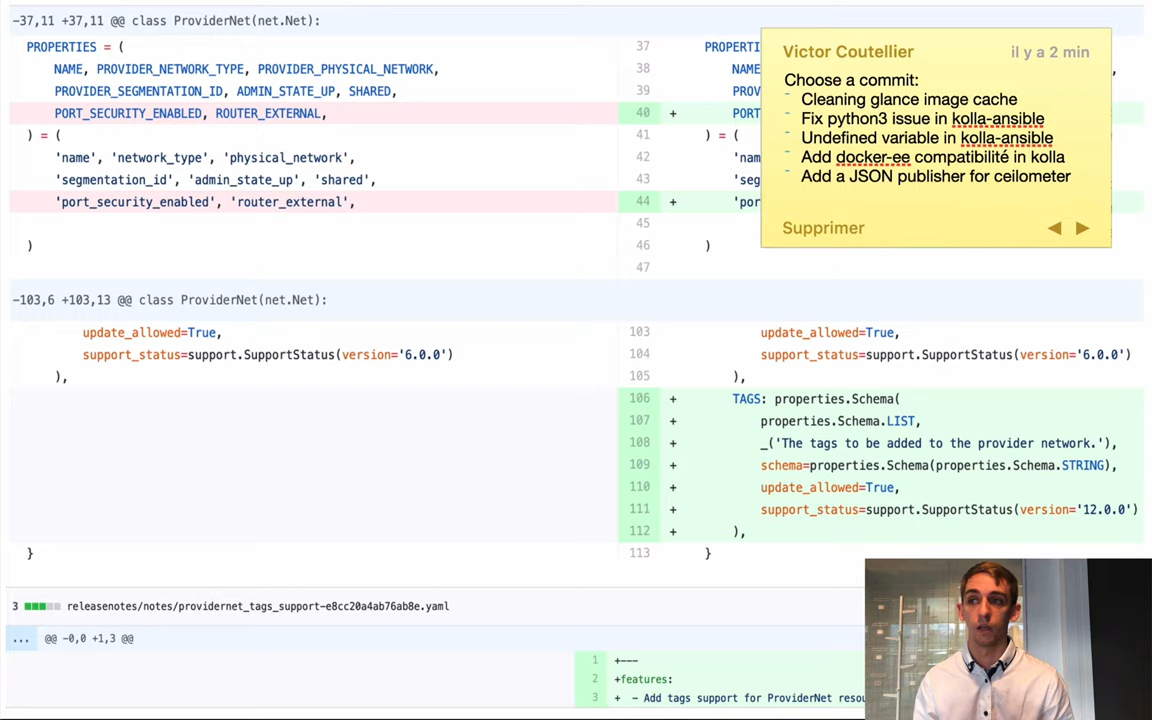 -37,11 +37,11 @@ class ProviderNet(net.Net):
PROPERTIES = (
NAME, PROVIDER_NETWORK_TYPE, PROVIDER_PHYSICAL_NETWORK,
PROVIDER_SEGMENTATION_ID, ADMIN_STATE_UP, SHARED,
PORT_SECURITY_ENABLED, ROUTER_EXTERNAL,
) = (
'name', 'network_type', 'physical_network',
'segmentation_id', 'admin_state_up', 'shared',
'port_security_enabled', 'router_external',
)
37 PROPERTI
38 NAME
39 PROV
40 + PORT
41 ) = (
42 'nam
43 'seg
44 + 'por
45
46 )
47
Victor Coutellier il y a 2 min
Choose a commit:
- Cleaning glance image cache
- Fix python3 issue in kolla-ansible
- Undefined variable in kolla-ansible
- Add docker-ee compatibilité in kolla
- Add a JSON publisher for ceilometer
Supprimer
-103,6 +103,13 @@ class ProviderNet(net.Net):
update_allowed=True,
support_status=support.SupportStatus(version='6.0.0')
),
}
103 update_allowed=True,
104 support_status=support.SupportStatus(version='6.0.0')
105 ),
106 + TAGS: properties.Schema(
107 + properties.Schema.LIST,
108 + _('The tags to be added to the provider network.'),
109 + schema=properties.Schema(properties.Schema.STRING),
110 + update_allowed=True,
111 + support_status=support.SupportStatus(version='12.0.0')
112 + ),
113 }
3 releasenotes/notes/providernet_tags_support-e8cc20a4ab76ab8e.yaml
... @@ -0,0 +1,3 @@
1 +---
2 +features:
3 + - Add tags support for ProviderNet resou